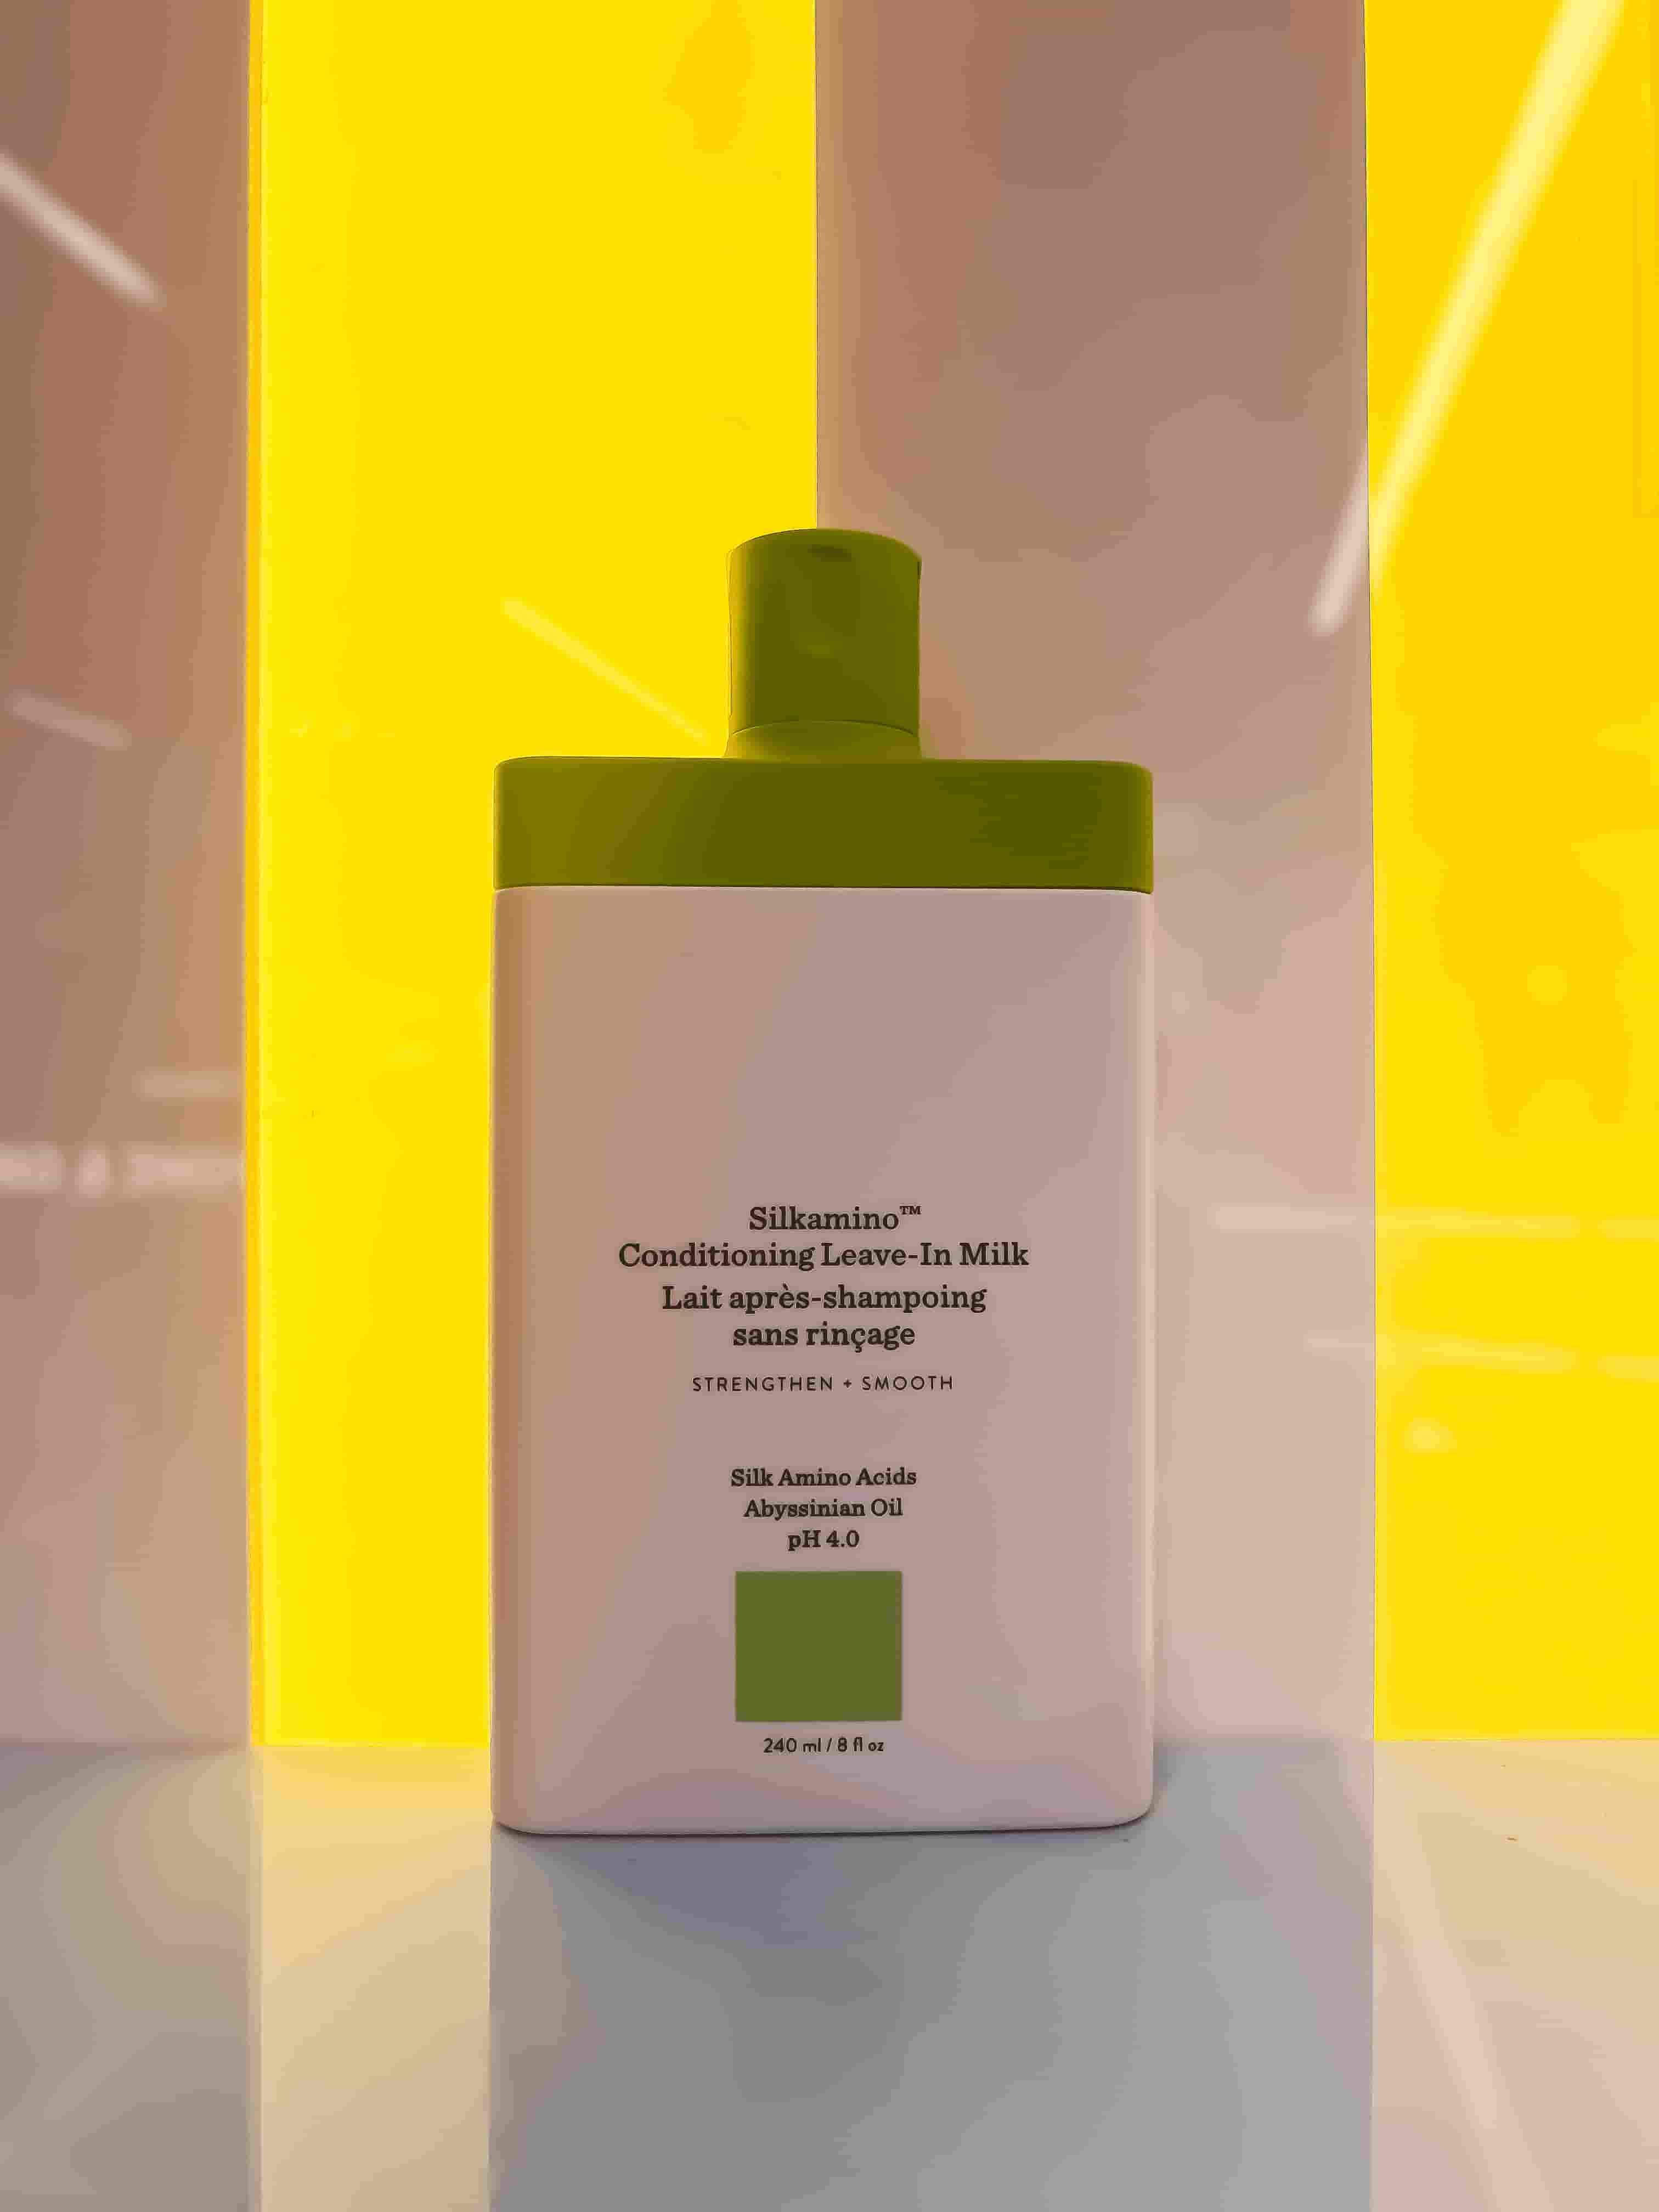 Silkamino™
Conditioning Leave-In Milk
Lait après-shampoing
sans rinçage
STRENGTHEN + SMOOTH
Silk Amino Acids
Abyssinian Oil
pH 4.0
240 ml / 8 fl oz